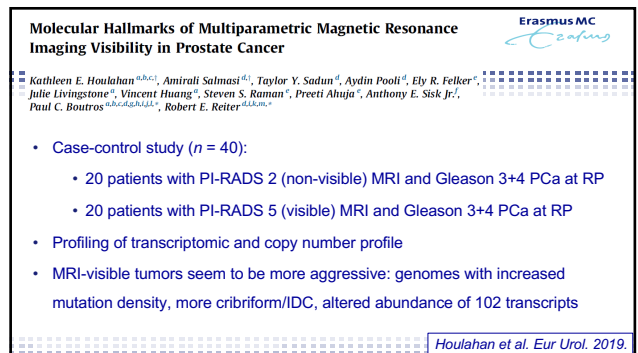 Molecular Hallmarks of Multiparametric Magnetic Resonance
Imaging Visibility in Prostate Cancer
Erasmus MC
Kathleen E. Houlahan a,b,c,†, Amirali Salmasi d,†, Taylor Y. Sadun d, Aydin Pooli d, Ely R. Felker e,
Julie Livingstone a, Vincent Huang a, Steven S. Raman e, Preeti Ahuja e, Anthony E. Sisk Jr. f,
Paul C. Boutros a,b,c,d,g,h,i,j,l,*, Robert E. Reiter d,i,k,m,*
• Case-control study (n = 40):
• 20 patients with PI-RADS 2 (non-visible) MRI and Gleason 3+4 PCa at RP
• 20 patients with PI-RADS 5 (visible) MRI and Gleason 3+4 PCa at RP
• Profiling of transcriptomic and copy number profile
• MRI-visible tumors seem to be more aggressive: genomes with increased
mutation density, more cribriform/IDC, altered abundance of 102 transcripts
Houlahan et al. Eur Urol. 2019.